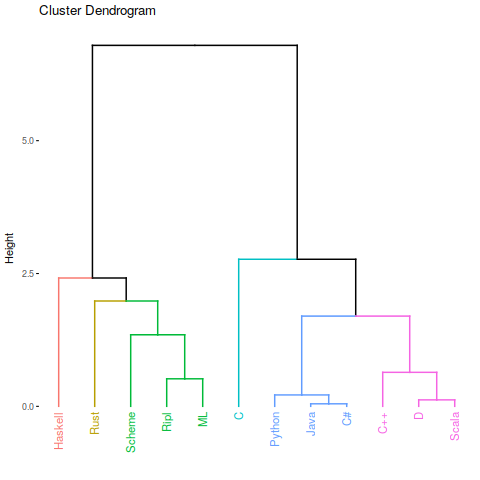 Cluster Dendrogram
Height
5.0
2.5
0.0
Haskell
Rust
Scheme
Ripl
ML
C
Python
Java
C#
C++
D
Scala